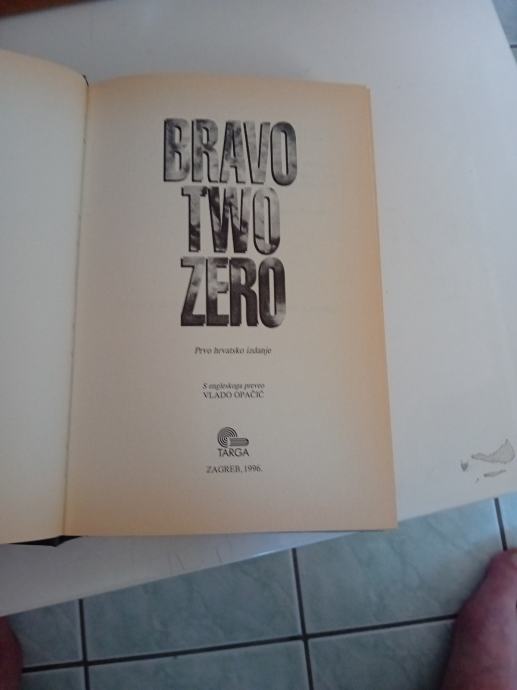 BRAVO
TWO
ZERO
Prvo hrvatsko izdanje
S engleskoga preveo
VLADO OPAČIĆ
TARGA
ZAGREB, 1996.